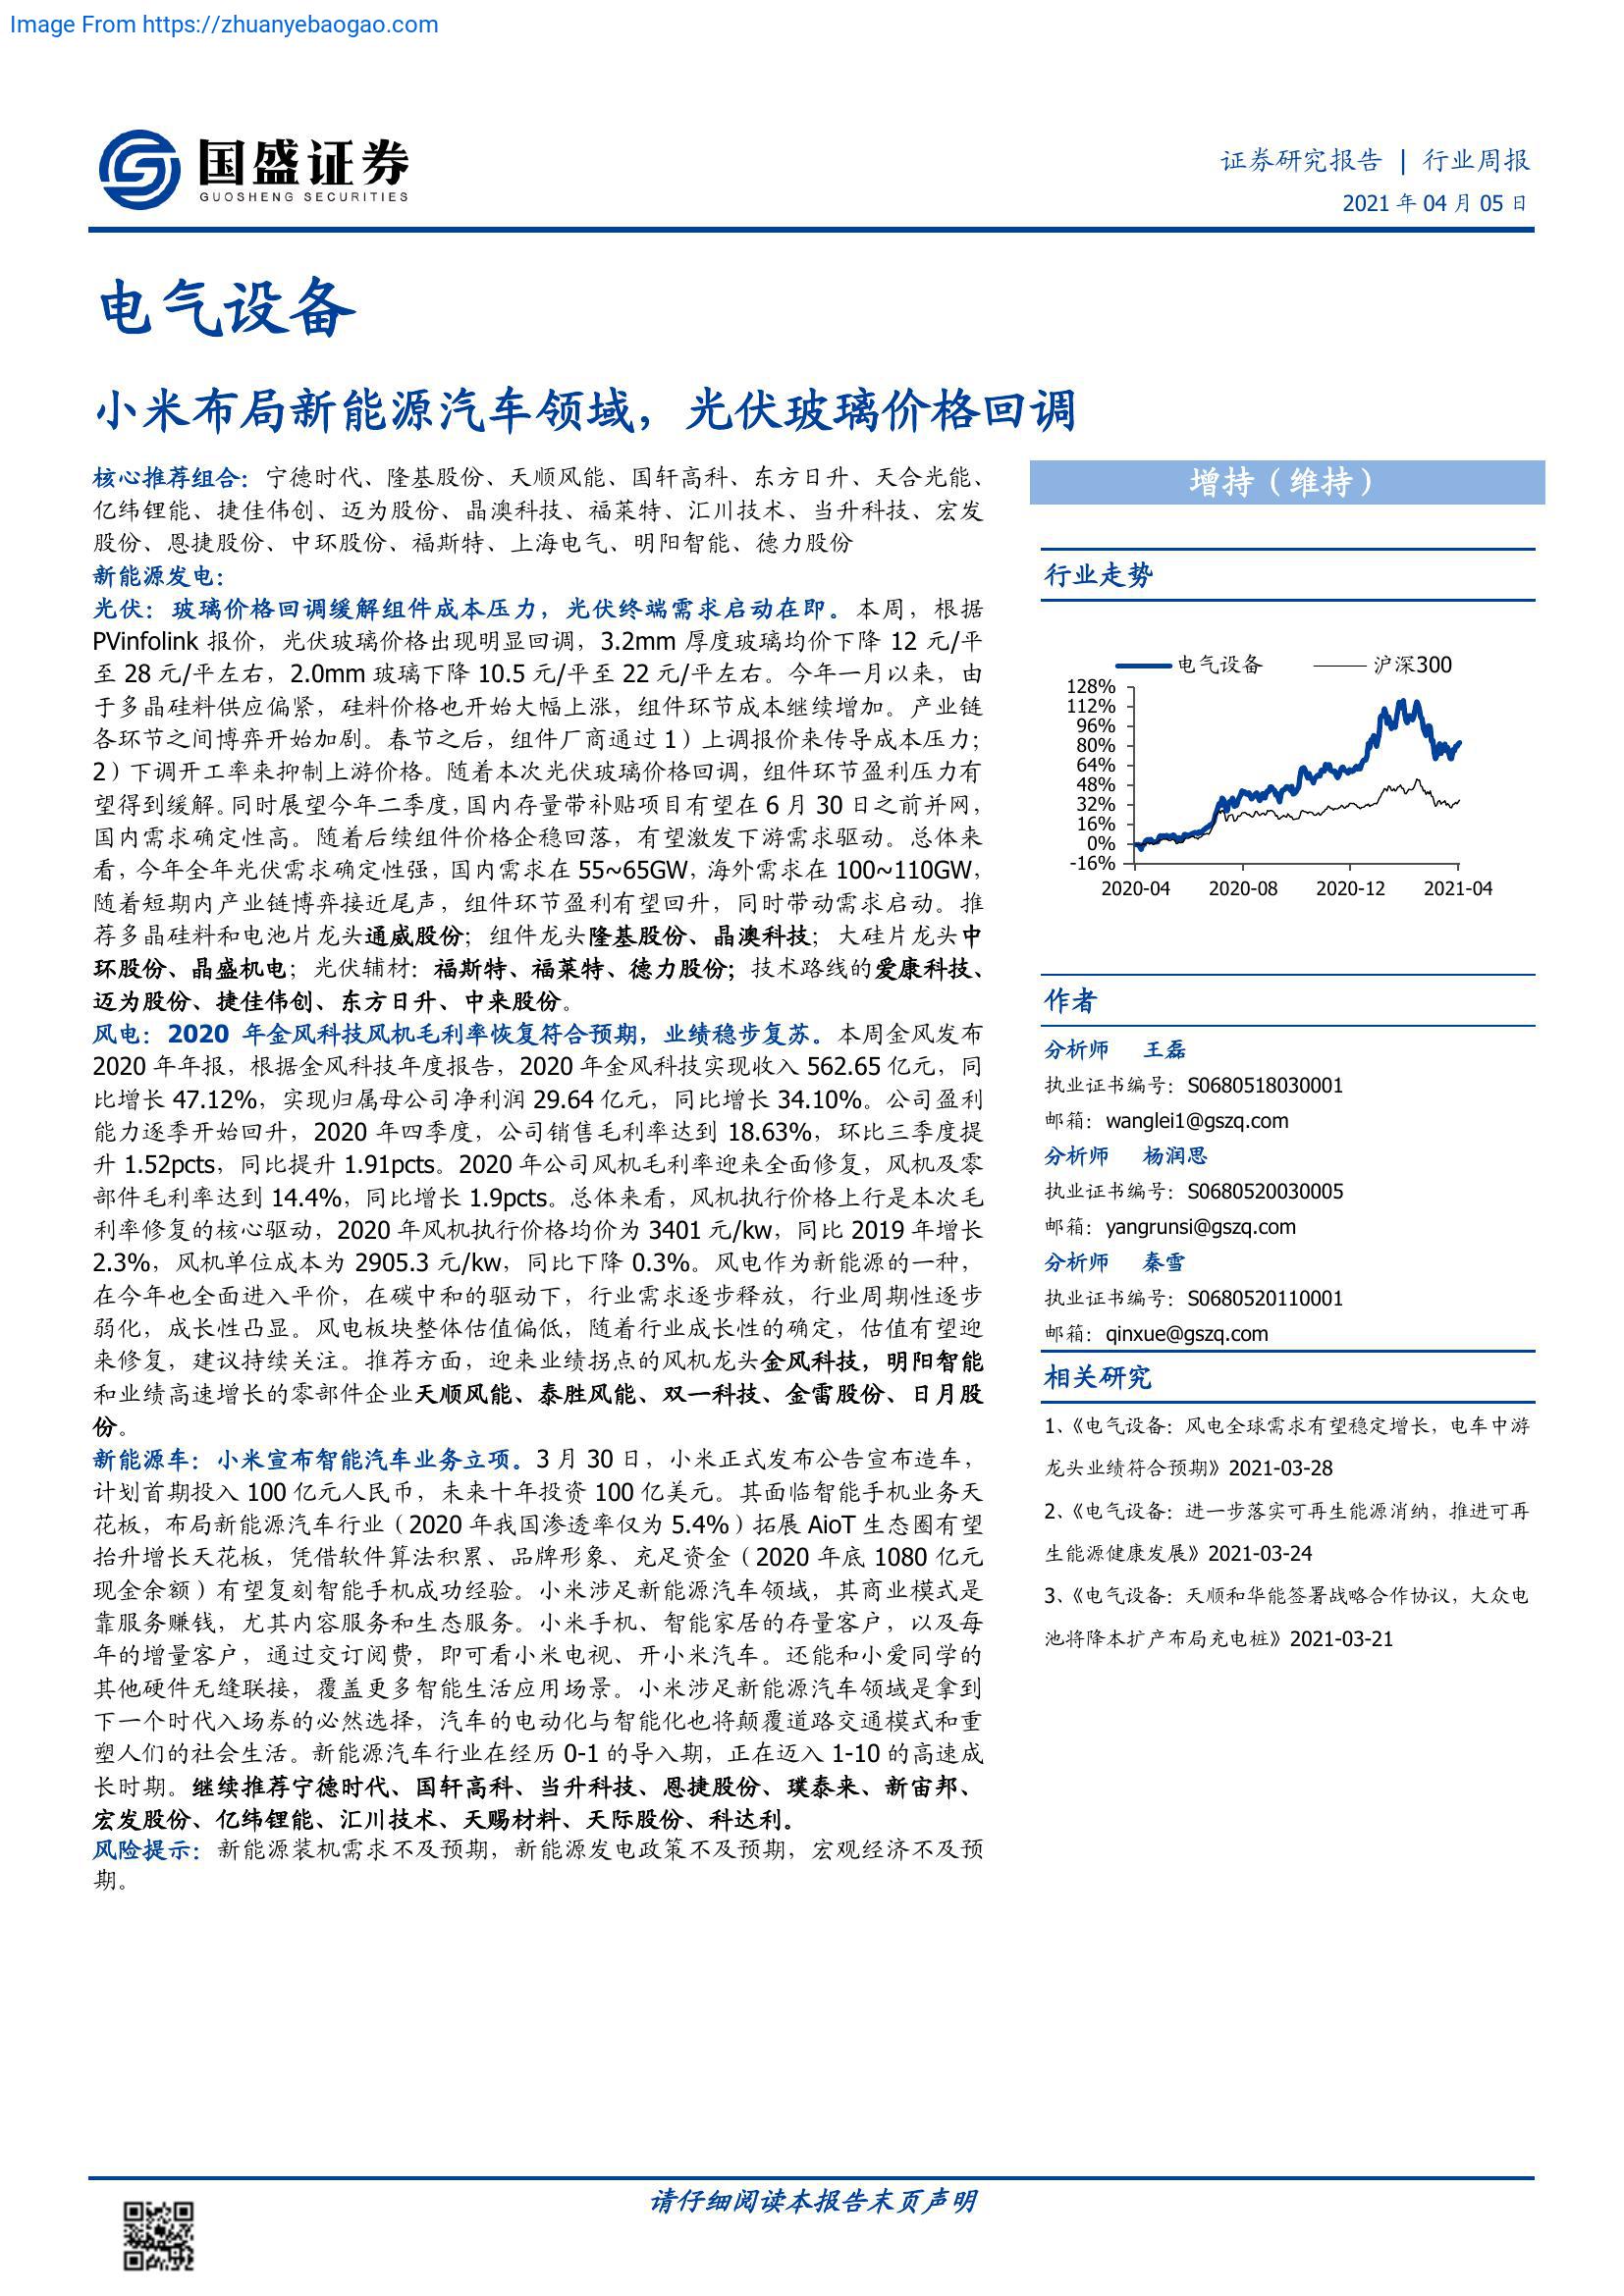 Image From https://zhuanyebaogao.com
国盛证券
GUOSHENG SECURITIES
证券研究报告 | 行业周报
2021 年 04 月 05 日
电气设备
小米布局新能源汽车领域，光伏玻璃价格回调
核心推荐组合：宁德时代、隆基股份、天顺风能、国轩高科、东方日升、天合光能、
亿纬锂能、捷佳伟创、迈为股份、晶澳科技、福莱特、汇川技术、当升科技、宏发
股份、恩捷股份、中环股份、福斯特、上海电气、明阳智能、德力股份
新能源发电：
光伏：玻璃价格回调缓解组件成本压力，光伏终端需求启动在即。本周，根据
PVinfolink 报价，光伏玻璃价格出现明显回调，3.2mm 厚度玻璃均价下降 12 元/平
至 28 元/平左右，2.0mm 玻璃下降 10.5 元/平至 22 元/平左右。今年一月以来，由
于多晶硅料供应偏紧，硅料价格也开始大幅上涨，组件环节成本继续增加。产业链
各环节之间博弈开始加剧。春节之后，组件厂商通过 1）上调报价来传导成本压力；
2）下调开工率来抑制上游价格。随着本次光伏玻璃价格回调，组件环节盈利压力有
望得到缓解。同时展望今年二季度，国内存量带补贴项目有望在 6 月 30 日之前并网，
国内需求确定性高。随着后续组件价格企稳回落，有望激发下游需求驱动。总体来
看，今年全年光伏需求确定性强，国内需求在 55~65GW，海外需求在 100~110GW，
随着短期内产业链博弈接近尾声，组件环节盈利有望回升，同时带动需求启动。推
荐多晶硅料和电池片龙头通威股份；组件龙头隆基股份、晶澳科技；大硅片龙头中
环股份、晶盛机电；光伏辅材：福斯特、福莱特、德力股份；技术路线的爱康科技、
迈为股份、捷佳伟创、东方日升、中来股份。
风电：2020 年金风科技风机毛利率恢复符合预期，业绩稳步复苏。本周金风发布
2020 年年报，根据金风科技年度报告，2020 年金风科技实现收入 562.65 亿元，同
比增长 47.12%，实现归属母公司净利润 29.64 亿元，同比增长 34.10%。公司盈利
能力逐季开始回升，2020 年四季度，公司销售毛利率达到 18.63%，环比三季度提
升 1.52pcts，同比提升 1.91pcts。2020 年公司风机毛利率迎来全面修复，风机及零
部件毛利率达到 14.4%，同比增长 1.9pcts。总体来看，风机执行价格上行是本次毛
利率修复的核心驱动，2020 年风机执行价格均价为 3401 元/kw，同比 2019 年增长
2.3%，风机单位成本为 2905.3 元/kw，同比下降 0.3%。风电作为新能源的一种，
在今年也全面进入平价，在碳中和的驱动下，行业需求逐步释放，行业周期性逐步
弱化，成长性凸显。风电板块整体估值偏低，随着行业成长性的确定，估值有望迎
来修复，建议持续关注。推荐方面，迎来业绩拐点的风机龙头金风科技，明阳智能
和业绩高速增长的零部件企业天顺风能、泰胜风能、双一科技、金雷股份、日月股
份。
新能源车：小米宣布智能汽车业务立项。3 月 30 日，小米正式发布公告宣布造车，
计划首期投入 100 亿元人民币，未来十年投资 100 亿美元。其面临智能手机业务天
花板，布局新能源汽车行业（2020 年我国渗透率仅为 5.4%）拓展 AioT 生态圈有望
抬升增长天花板，凭借软件算法积累、品牌形象、充足资金（2020 年底 1080 亿元
现金余额）有望复刻智能手机成功经验。小米涉足新能源汽车领域，其商业模式是
靠服务赚钱，尤其内容服务和生态服务。小米手机、智能家居的存量客户，以及每
年的增量客户，通过交订阅费，即可看小米电视、开小米汽车。还能和小爱同学的
其他硬件无缝联接，覆盖更多智能生活应用场景。小米涉足新能源汽车领域是拿到
下一个时代入场券的必然选择，汽车的电动化与智能化也将颠覆道路交通模式和重
塑人们的社会生活。新能源汽车行业在经历 0-1 的导入期，正在迈入 1-10 的高速成
长时期。继续推荐宁德时代、国轩高科、当升科技、恩捷股份、璞泰来、新宙邦、
宏发股份、亿纬锂能、汇川技术、天赐材料、天际股份、科达利。
风险提示：新能源装机需求不及预期，新能源发电政策不及预期，宏观经济不及预
期。
增持（维持）
行业走势
电气设备 沪深300
128%
112%
96%
80%
64%
48%
32%
16%
0%
-16%
2020-04 2020-08 2020-12 2021-04
作者
分析师 王磊
执业证书编号：S0680518030001
邮箱：wanglei1@gszq.com
分析师 杨润思
执业证书编号：S0680520030005
邮箱：yangrunsi@gszq.com
分析师 秦雪
执业证书编号：S0680520110001
邮箱：qinxue@gszq.com
相关研究
1、《电气设备：风电全球需求有望稳定增长，电车中游
龙头业绩符合预期》2021-03-28
2、《电气设备：进一步落实可再生能源消纳，推进可再
生能源健康发展》2021-03-24
3、《电气设备：天顺和华能签署战略合作协议，大众电
池将降本扩产布局充电桩》2021-03-21
请仔细阅读本报告末页声明